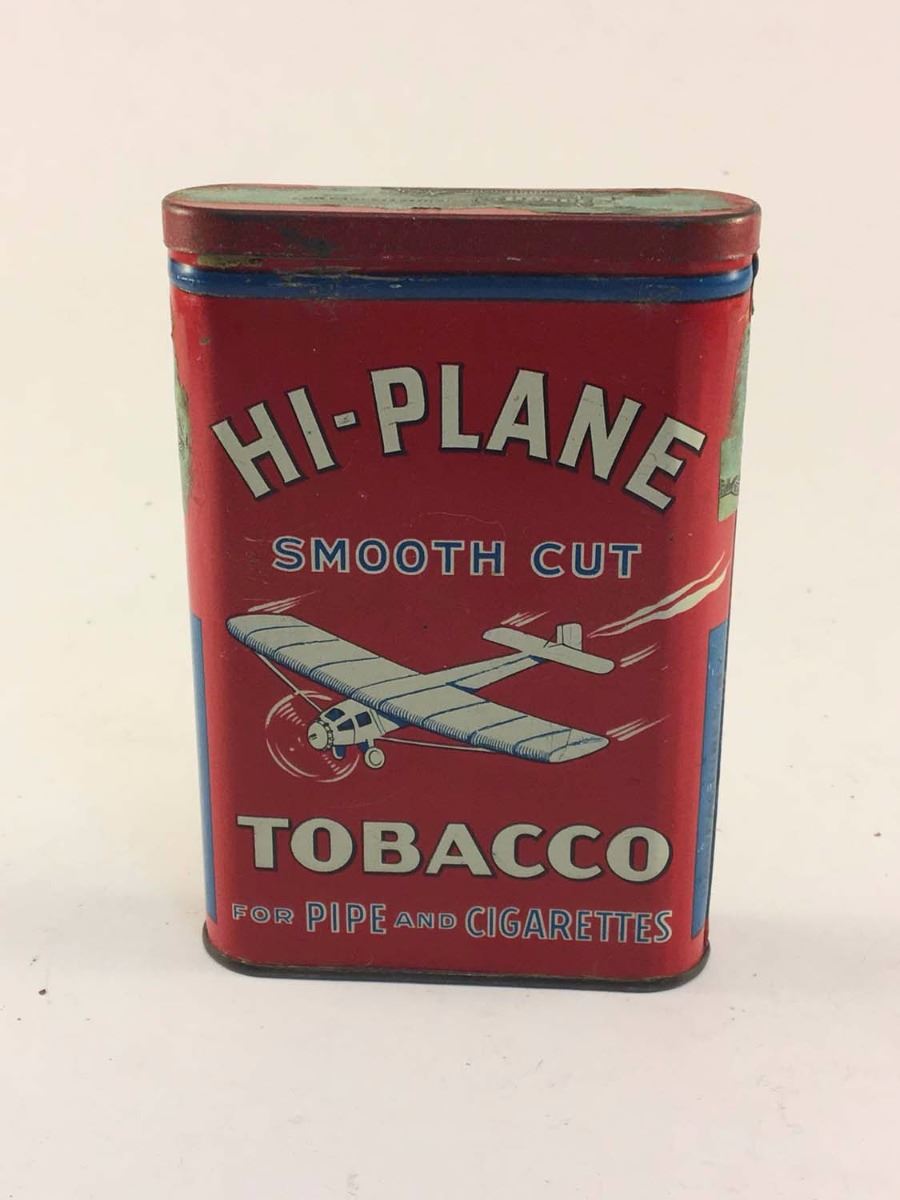 HI-PLANE
SMOOTH CUT
TOBACCO
FOR PIPE AND CIGARETTES